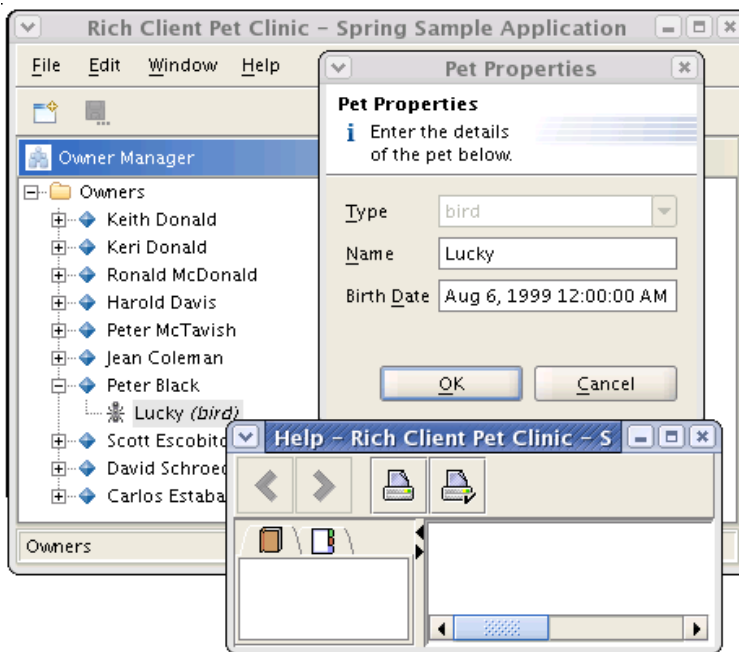 Rich Client Pet Clinic – Spring Sample Application
File Edit Window Help
Owner Manager
Owners
Keith Donald
Keri Donald
Ronald McDonald
Harold Davis
Peter McTavish
Jean Coleman
Peter Black
Lucky (bird)
Scott
David
Carlos
Owners
Pet Properties
Pet Properties
Enter the details
of the pet below.
Type bird
Name Lucky
Birth Date Aug 6, 1999 12:00:00 AM
OK Cancel
Help – Rich Client Pet Clinic – S